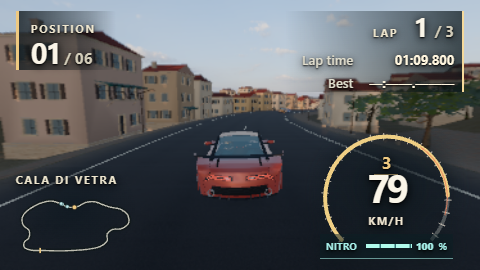 POSITION
01 / 06
LAP 1 / 3
Lap time 01:09.800
Best --:--.---
CALA DI VETRA
3
79
KM/H
NITRO 100 %